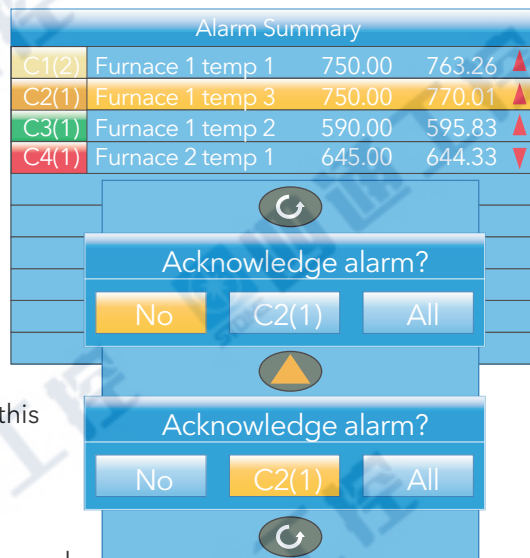 Alarm Summary
C1(2) Furnace 1 temp 1 750.00 763.26
C2(1) Furnace 1 temp 3 750.00 770.01
C3(1) Furnace 1 temp 2 590.00 595.83
C4(1) Furnace 2 temp 1 645.00 644.33
Acknowledge alarm?
No C2(1) All
this
Acknowledge alarm?
No C2(1) All